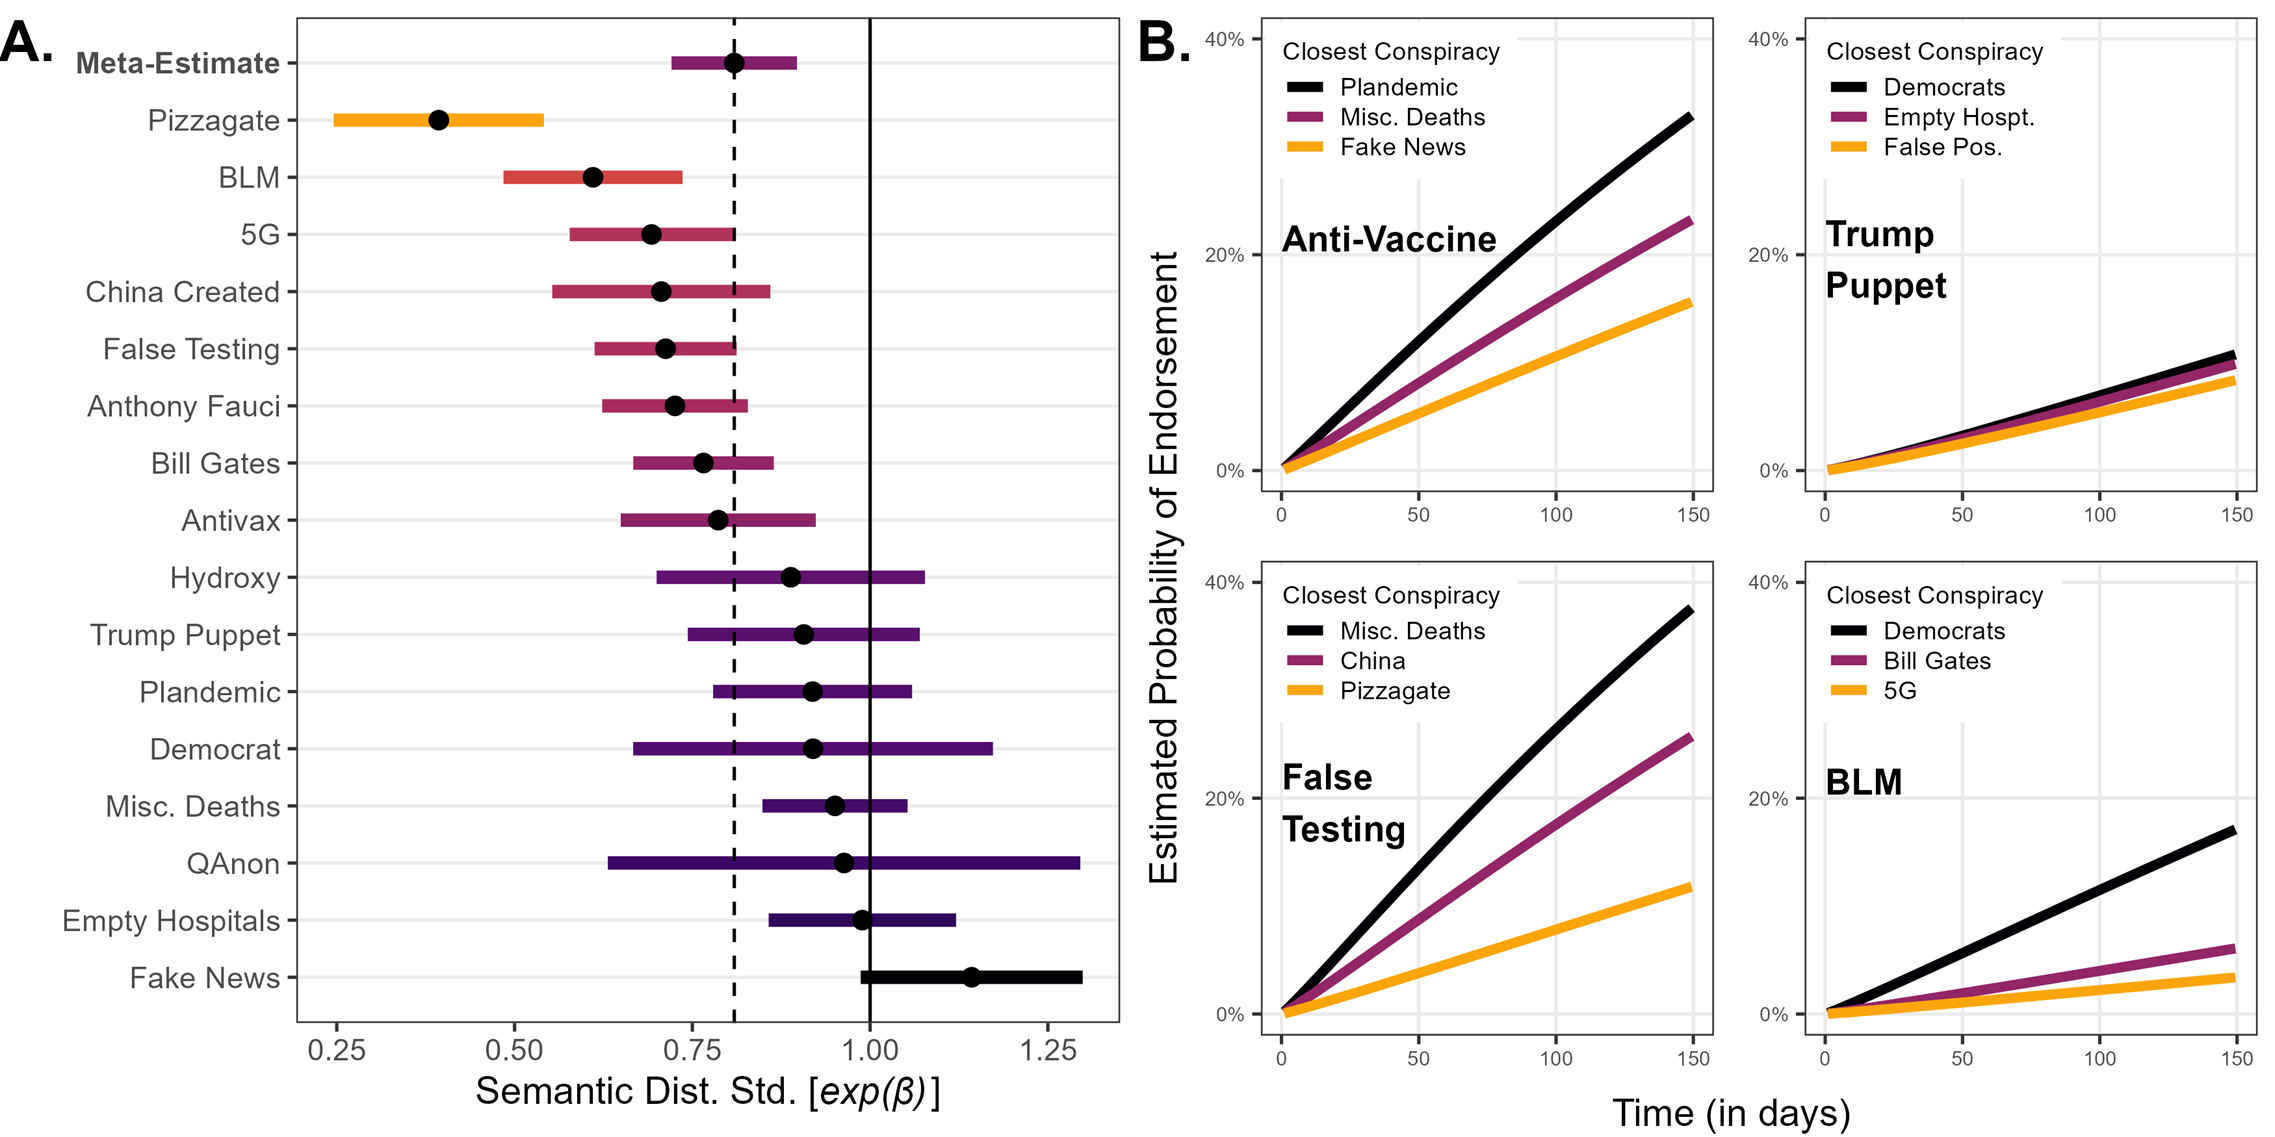 A.
Meta-Estimate
Pizzagate
BLM
5G
China Created
False Testing
Anthony Fauci
Bill Gates
Antivax
Hydroxy
Trump Puppet
Plandemic
Democrat
Misc. Deaths
QAnon
Empty Hospitals
Fake News
0.25 0.50 0.75 1.00 1.25
Semantic Dist. Std. [exp(β)]
B.
Estimated Probability of Endorsement
40%
20%
0%
Closest Conspiracy
Plandemic
Misc. Deaths
Fake News
Anti-Vaccine
0 50 100 150
40%
20%
0%
Closest Conspiracy
Democrats
Empty Hospt.
False Pos.
Trump
Puppet
0 50 100 150
40%
20%
0%
Closest Conspiracy
Misc. Deaths
China
Pizzagate
False
Testing
0 50 100 150
40%
20%
0%
Closest Conspiracy
Democrats
Bill Gates
5G
BLM
0 50 100 150
Time (in days)